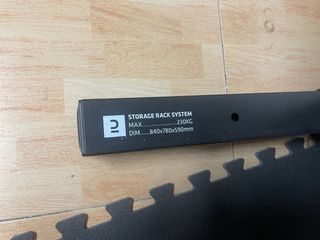 STORAGE RACK SYSTEM
MAX..................230KG
DIM......840x780x590mm